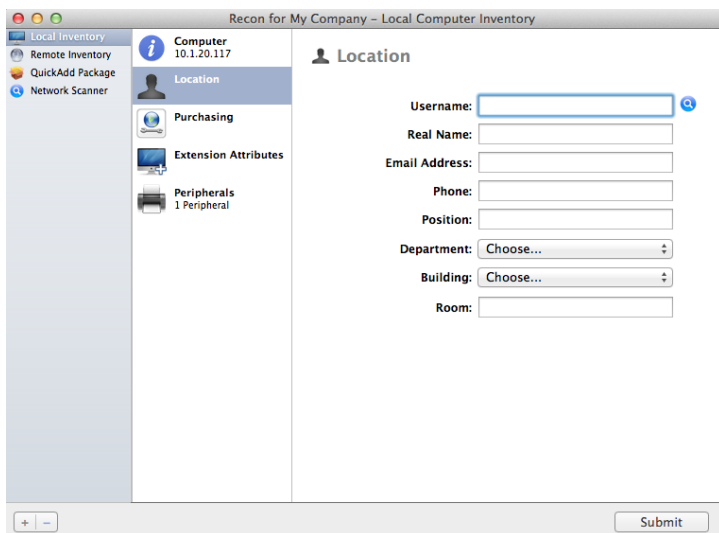 Recon for My Company – Local Computer Inventory
Local Inventory
Remote Inventory
QuickAdd Package
Network Scanner
Computer
10.1.20.117
Location
Purchasing
Extension Attributes
Peripherals
1 Peripheral
Location
Username:
Real Name:
Email Address:
Phone:
Position:
Department: Choose...
Building: Choose...
Room:
Submit